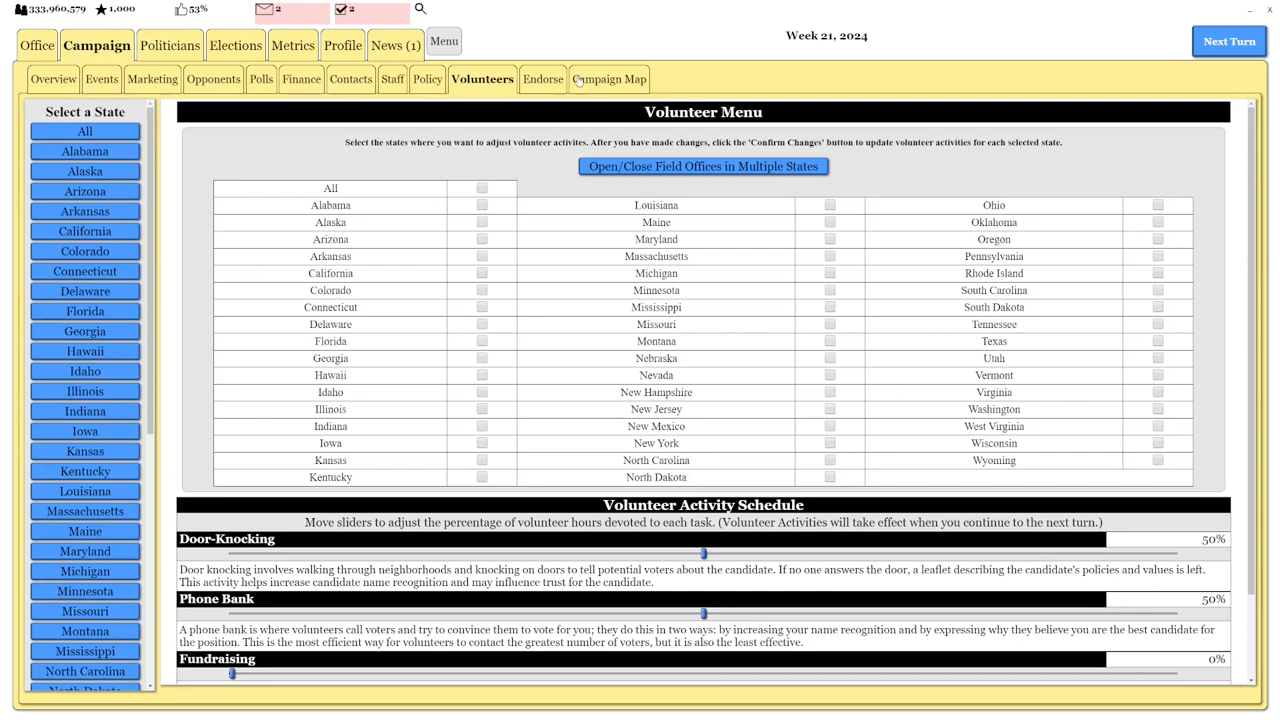 333,960,579 1,000 53% 2 2
Office Campaign Politicians Elections Metrics Profile News (1) Menu
Week 21, 2024
Next Turn
Overview Events Marketing Opponents Polls Finance Contacts Staff Policy Volunteers Endorse Campaign Map
Select a State
All
Alabama
Alaska
Arizona
Arkansas
California
Colorado
Connecticut
Delaware
Florida
Georgia
Hawaii
Idaho
Illinois
Indiana
Iowa
Kansas
Kentucky
Louisiana
Massachusetts
Maine
Maryland
Michigan
Minnesota
Missouri
Montana
Mississippi
North Carolina
North Dakota
Volunteer Menu
Select the states where you want to adjust volunteer activites. After you have made changes, click the 'Confirm Changes' button to update volunteer activities for each selected state.
Open/Close Field Offices in Multiple States
All
Alabama Louisiana Ohio
Alaska Maine Oklahoma
Arizona Maryland Oregon
Arkansas Massachusetts Pennsylvania
California Michigan Rhode Island
Colorado Minnesota South Carolina
Connecticut Mississippi South Dakota
Delaware Missouri Tennessee
Florida Montana Texas
Georgia Nebraska Utah
Hawaii Nevada Vermont
Idaho New Hampshire Virginia
Illinois New Jersey Washington
Indiana New Mexico West Virginia
Iowa New York Wisconsin
Kansas North Carolina Wyoming
Kentucky North Dakota
Volunteer Activity Schedule
Move sliders to adjust the percentage of volunteer hours devoted to each task. (Volunteer Activities will take effect when you continue to the next turn.)
Door-Knocking 50%
Door knocking involves walking through neighborhoods and knocking on doors to tell potential voters about the candidate. If no one answers the door, a leaflet describing the candidate's policies and values is left.
This activity helps increase candidate name recognition and may influence trust for the candidate.
Phone Bank 50%
A phone bank is where volunteers call voters and try to convince them to vote for you; they do this in two ways: by increasing your name recognition and by expressing why they believe you are the best candidate for
the position. This is the most efficient way for volunteers to contact the greatest number of voters, but it is also the least effective.
Fundraising 0%